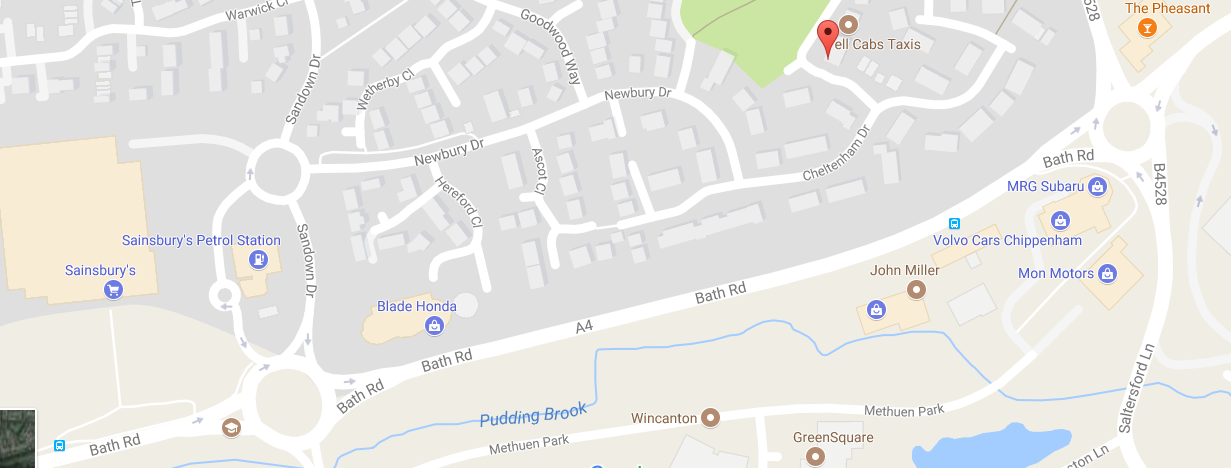 Warwick Cl
Goodwood Way
B4528
The Pheasant
ell Cabs Taxis
Sandown Dr
Wetherby Cl
Newbury Dr
Newbury Dr
Ascot Cl
Cheltenham Dr
Bath Rd
B4528
Hereford Cl
MRG Subaru
Sandown Dr
Sainsbury's Petrol Station
Volvo Cars Chippenham
Sainsbury's
John Miller
Mon Motors
Blade Honda
Bath Rd
A4
Bath Rd
Bath Rd
Saltersford Ln
Pudding Brook
Wincanton
Methuen Park
Bath Rd
Methuen Park
GreenSquare